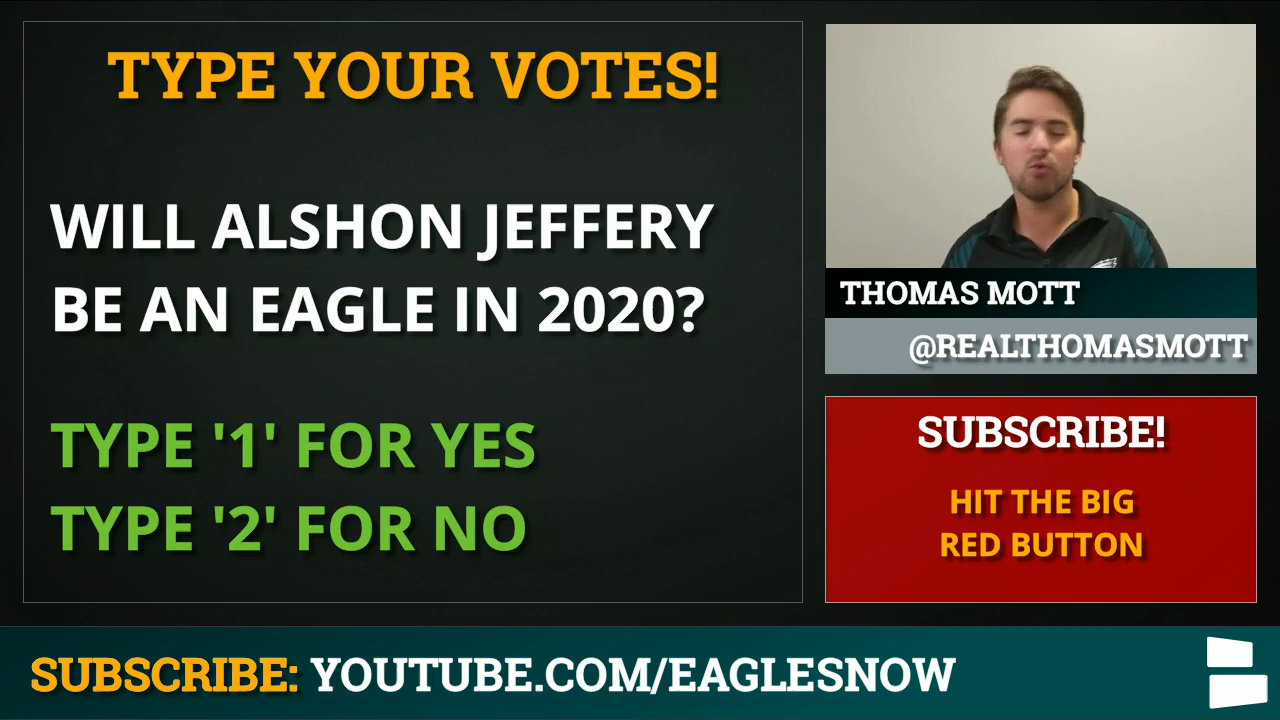 TYPE YOUR VOTES!
WILL ALSHON JEFFERY
BE AN EAGLE IN 2020?
TYPE '1' FOR YES
TYPE '2' FOR NO
THOMAS MOTT
@REALTHOMASMOTT
SUBSCRIBE!
HIT THE BIG
RED BUTTON
SUBSCRIBE: YOUTUBE.COM/EAGLESNOW